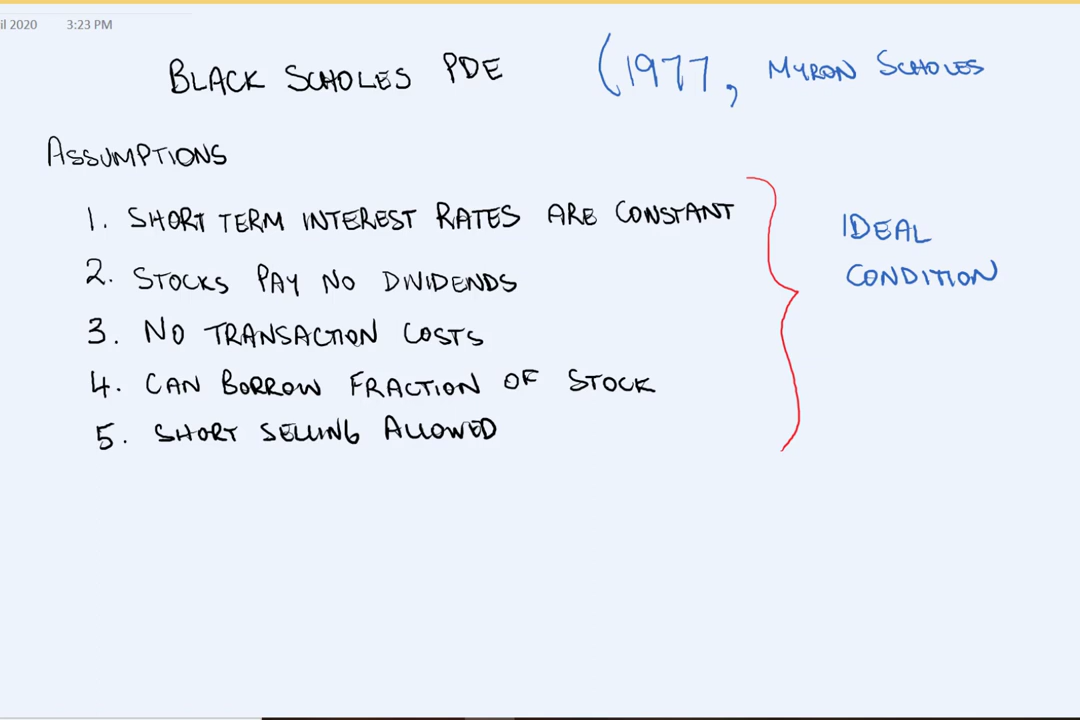 il 2020 3:23 PM
BLACK SCHOLES PDE (1977, MYRON SCHOLES
ASSUMPTIONS
1. SHORT TERM INTEREST RATES ARE CONSTANT
2. STOCKS PAY NO DIVIDENDS
3. NO TRANSACTION COSTS
4. CAN BORROW FRACTION OF STOCK
5. SHORT SELLING ALLOWED
IDEAL
CONDITION